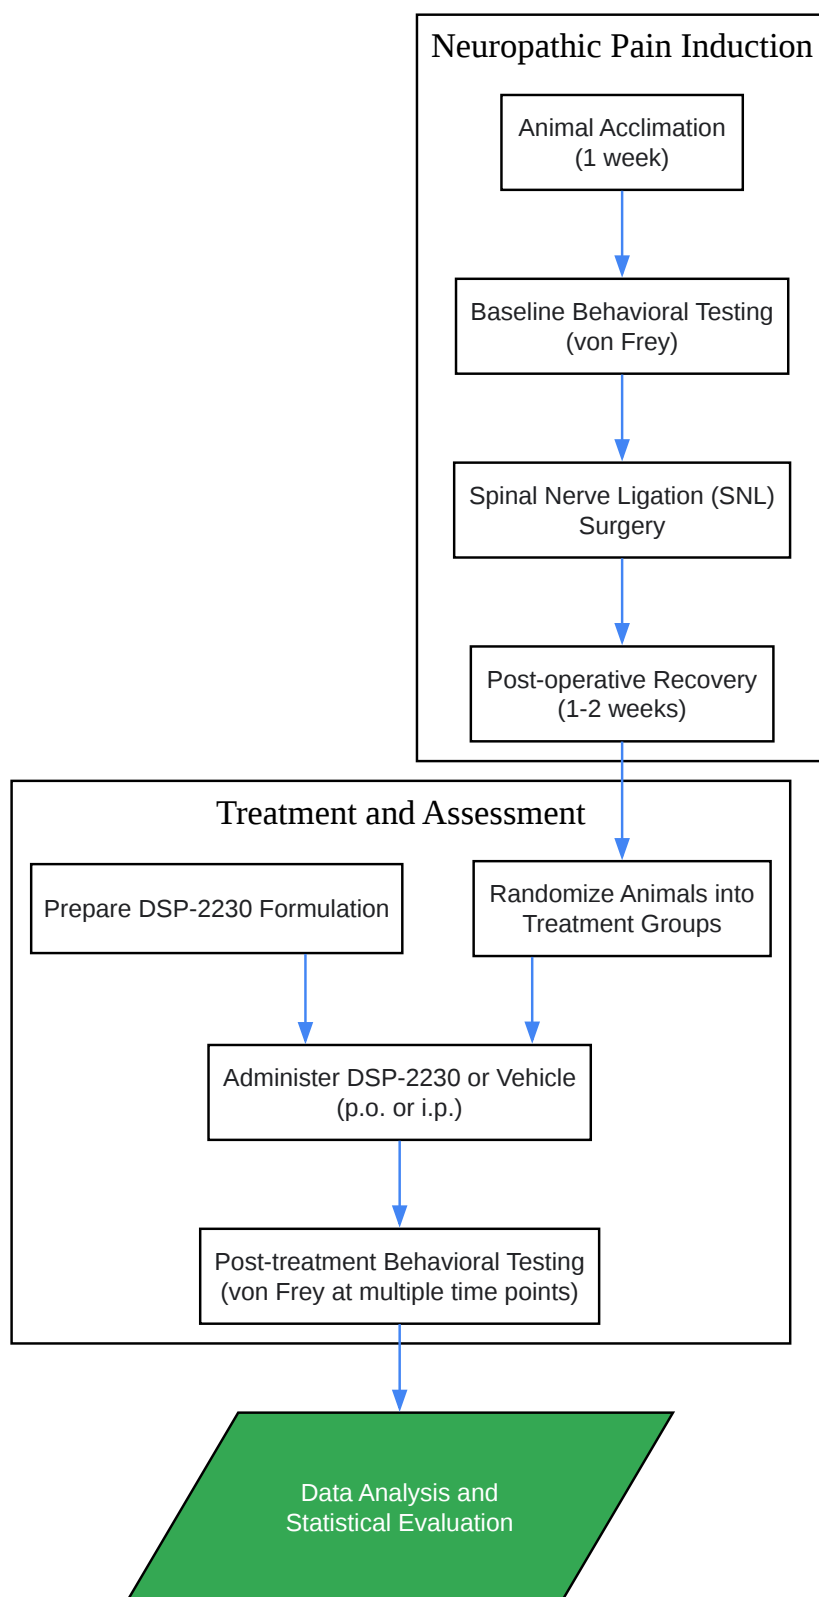 Neuropathic Pain Induction
Animal Acclimation
(1 week)
Baseline Behavioral Testing
(von Frey)
Spinal Nerve Ligation (SNL)
Surgery
Post-operative Recovery
(1-2 weeks)
Treatment and Assessment
Prepare DSP-2230 Formulation
Randomize Animals into
Treatment Groups
Administer DSP-2230 or Vehicle
(p.o. or i.p.)
Post-treatment Behavioral Testing
(von Frey at multiple time points)
Data Analysis and
Statistical Evaluation